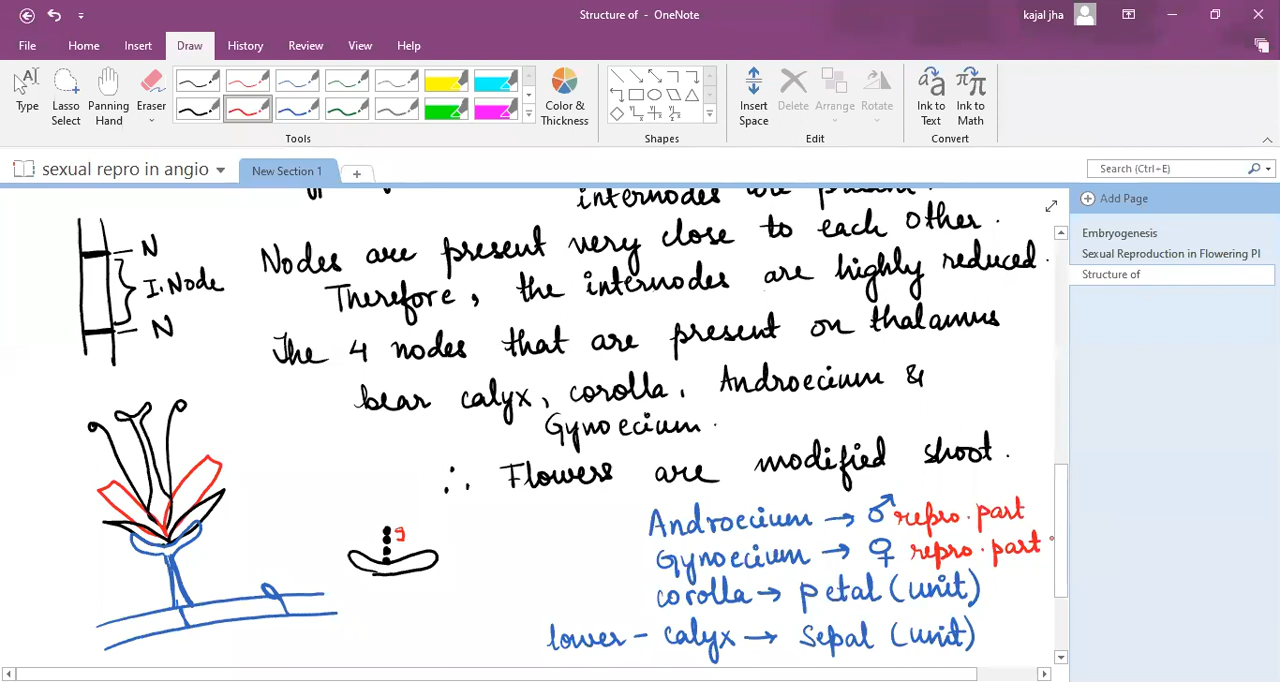 Structure of - OneNote
kajal jha
File Home Insert Draw History Review View Help
Type
Lasso Select
Panning Hand
Eraser
Color & Thickness
Insert Space
Delete
Arrange
Rotate
Ink to Text
Ink to Math
Tools
Shapes
Edit
Convert
sexual repro in angio
New Section 1
Search (Ctrl+E)
Add Page
Embryogenesis
Sexual Reproduction in Flowering Pl
Structure of
internodes are present.
Nodes are present very close to each other.
Therefore, the internodes are highly reduced.
The 4 nodes that are present on thalamus
bear calyx, corolla, Androecium &
Gynoecium.
∴ Flowers are modified shoot.
Androecium → ♂ repro. part
Gynoecium → ♀ repro. part
corolla → petal (unit)
lower - calyx → sepal (unit)
N
I. Node
N
g